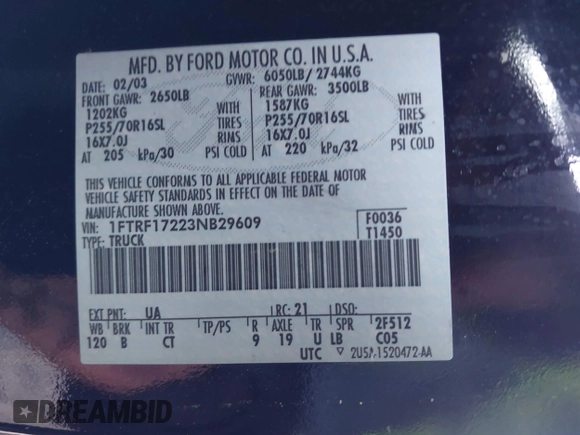 MFD. BY FORD MOTOR CO. IN U.S.A.
DATE: 02/03 GVWR: 6050LB/ 2744KG
FRONT GAWR: 2650LB REAR GAWR: 3500LB
1202KG WITH 1587KG WITH
P255/70R16SL TIRES P255/70R16SL TIRES
16X7.0J RIMS 16X7.0J RIMS
AT 205 kPa/30 PSI COLD AT 220 kPa/32 PSI COLD
THIS VEHICLE CONFORMS TO ALL APPLICABLE FEDERAL MOTOR
VEHICLE SAFETY STANDARDS IN EFFECT ON THE DATE OF
MANUFACTURE SHOWN ABOVE.
VIN: 1FTRF17223NB29609 F0036
TYPE: TRUCK T1450
EXT PNT: UA RC: 21 DSO:
WB BRK INT TR TP/PS R AXLE TR SPR 2F512
120 B CT 9 19 U LB C05
UTC ▽ 2U5A-1520472-AA
DREAMBID